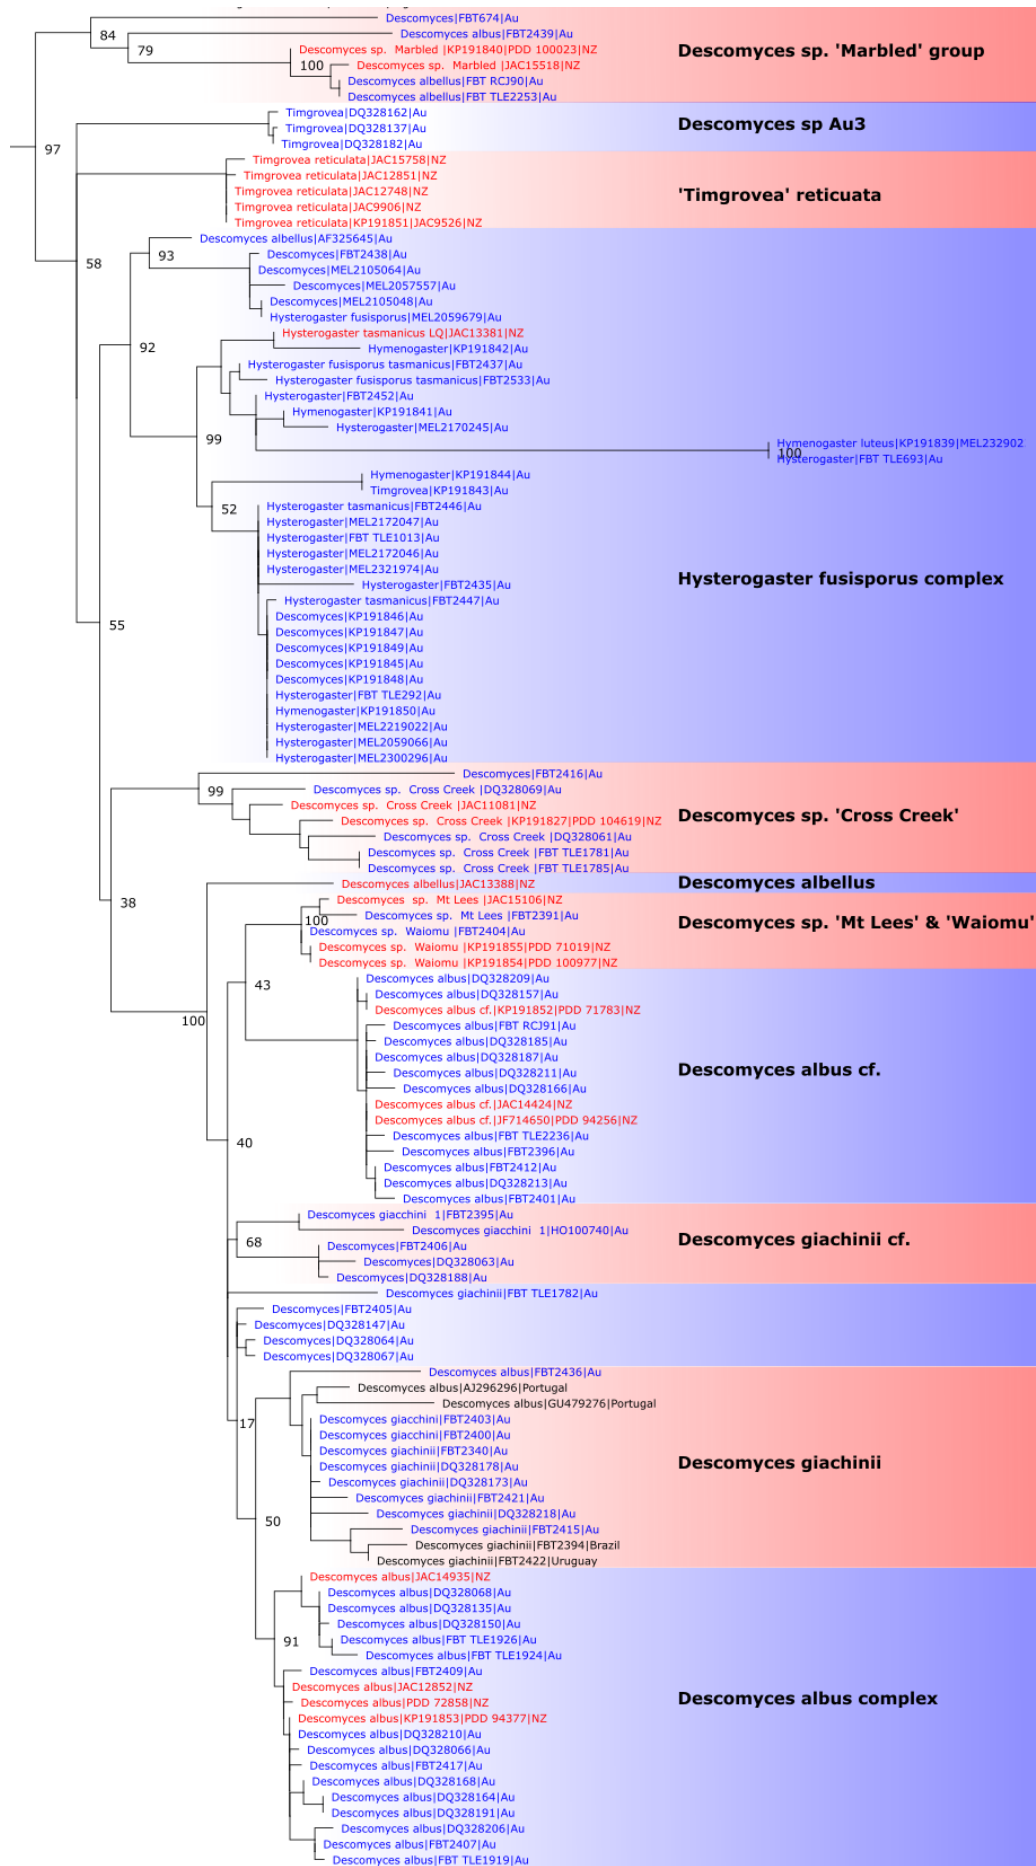 Descomyces|FBT674|Au
84
Descomyces albus|FBT2439|Au
79
Descomyces sp. Marbled |KP191840|PDD 100023|NZ
Descomyces sp. 'Marbled' group
100
Descomyces sp. Marbled |JAC15518|NZ
Descomyces albellus|FBT RCJ90|Au
Descomyces albellus|FBT TLE2253|Au
Timgrovea|DQ328162|Au
Descomyces sp Au3
Timgrovea|DQ328137|Au
Timgrovea|DQ328182|Au
97
Timgrovea reticulata|JAC15758|NZ
Timgrovea reticulata|JAC12851|NZ
Timgrovea reticulata|JAC12748|NZ
'Timgrovea' reticuata
Timgrovea reticulata|JAC9906|NZ
Timgrovea reticulata|KP191851|JAC9526|NZ
Descomyces albellus|AF325645|Au
93
Descomyces|FBT2438|Au
58
Descomyces|MEL2105064|Au
Descomyces|MEL2057557|Au
Descomyces|MEL2105048|Au
Hysterogaster fusiporus|MEL2059679|Au
Hysterogaster tasmanicus LQ|JAC13381|NZ
92
Hymenogaster|KP191842|Au
Hysterogaster fusisporus tasmanicus|FBT2437|Au
Hysterogaster fusisporus tasmanicus|FBT2533|Au
Hysterogaster|FBT2452|Au
Hymenogaster|KP191841|Au
Hysterogaster|MEL2170245|Au
99
Hymenogaster luteus|KP191839|MEL232902
100
Hysterogaster|FBT TLE693|Au
Hymenogaster|KP191844|Au
Timgrovea|KP191843|Au
52
Hysterogaster tasmanicus|FBT2446|Au
Hysterogaster|MEL2172047|Au
Hysterogaster|FBT TLE1013|Au
Hysterogaster|MEL2172046|Au
Hysterogaster|MEL2321974|Au
Hysterogaster fusisporus complex
Hysterogaster|FBT2435|Au
Hysterogaster tasmanicus|FBT2447|Au
Descomyces|KP191846|Au
55
Descomyces|KP191847|Au
Descomyces|KP191849|Au
Descomyces|KP191845|Au
Descomyces|KP191848|Au
Hysterogaster|FBT TLE292|Au
Hymenogaster|KP191850|Au
Hysterogaster|MEL2219022|Au
Hysterogaster|MEL2059066|Au
Hysterogaster|MEL2300296|Au
Descomyces|FBT2416|Au
99
Descomyces sp. Cross Creek |DQ328069|Au
Descomyces sp. Cross Creek |JAC11081|NZ
Descomyces sp. 'Cross Creek'
Descomyces sp. Cross Creek |KP191827|PDD 104619|NZ
Descomyces sp. Cross Creek |DQ328061|Au
Descomyces sp. Cross Creek |FBT TLE1781|Au
Descomyces sp. Cross Creek |FBT TLE1785|Au
Descomyces albellus|JAC13388|NZ
Descomyces albellus
38
Descomyces sp. Mt Lees |JAC15106|NZ
100
Descomyces sp. Mt Lees |FBT2391|Au
Descomyces sp. 'Mt Lees' & 'Waiomu'
Descomyces sp. Waiomu |FBT2404|Au
Descomyces sp. Waiomu |KP191855|PDD 71019|NZ
Descomyces sp. Waiomu |KP191854|PDD 100977|NZ
43
Descomyces albus|DQ328209|Au
Descomyces albus|DQ328157|Au
Descomyces albus cf.|KP191852|PDD 71783|NZ
100
Descomyces albus|FBT RCJ91|Au
Descomyces albus|DQ328185|Au
Descomyces albus|DQ328187|Au
Descomyces albus cf.
Descomyces albus|DQ328211|Au
Descomyces albus|DQ328166|Au
Descomyces albus cf.|JAC14424|NZ
Descomyces albus cf.|JF714650|PDD 94256|NZ
Descomyces albus|FBT TLE2236|Au
40
Descomyces albus|FBT2396|Au
Descomyces albus|FBT2412|Au
Descomyces albus|DQ328213|Au
Descomyces albus|FBT2401|Au
Descomyces giacchini 1|FBT2395|Au
Descomyces giacchini 1|HO100740|Au
68
Descomyces giachinii cf.
Descomyces|FBT2406|Au
Descomyces|DQ328063|Au
Descomyces|DQ328188|Au
Descomyces giachinii|FBT TLE1782|Au
Descomyces|FBT2405|Au
Descomyces|DQ328147|Au
Descomyces|DQ328064|Au
Descomyces|DQ328067|Au
Descomyces albus|FBT2436|Au
Descomyces albus|AJ296296|Portugal
Descomyces albus|GU479276|Portugal
17
Descomyces giacchini|FBT2403|Au
Descomyces giacchini|FBT2400|Au
Descomyces giachinii|FBT2340|Au
Descomyces giachinii
Descomyces giachinii|DQ328178|Au
Descomyces giachinii|DQ328173|Au
Descomyces giachinii|FBT2421|Au
Descomyces giachinii|DQ328218|Au
50
Descomyces giachinii|FBT2415|Au
Descomyces giachinii|FBT2394|Brazil
Descomyces giachinii|FBT2422|Uruguay
Descomyces albus|JAC14935|NZ
Descomyces albus|DQ328068|Au
Descomyces albus|DQ328135|Au
Descomyces albus|DQ328150|Au
91
Descomyces albus|FBT TLE1926|Au
Descomyces albus|FBT TLE1924|Au
Descomyces albus|FBT2409|Au
Descomyces albus|JAC12852|NZ
Descomyces albus complex
Descomyces albus|PDD 72858|NZ
Descomyces albus|KP191853|PDD 94377|NZ
Descomyces albus|DQ328210|Au
Descomyces albus|DQ328066|Au
Descomyces albus|FBT2417|Au
Descomyces albus|DQ328168|Au
Descomyces albus|DQ328164|Au
Descomyces albus|DQ328191|Au
Descomyces albus|DQ328206|Au
Descomyces albus|FBT2407|Au
Descomyces albus|FBT TLE1919|Au